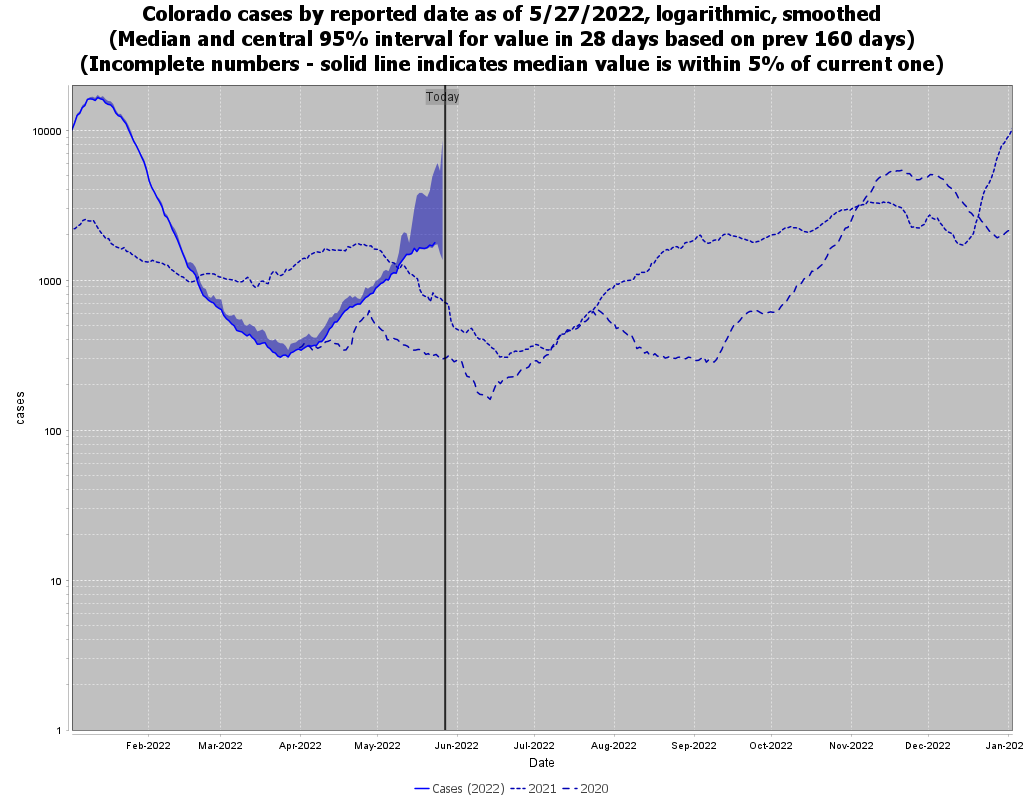 Colorado cases by reported date as of 5/27/2022, logarithmic, smoothed
(Median and central 95% interval for value in 28 days based on prev 160 days)
(Incomplete numbers - solid line indicates median value is within 5% of current one)
Today
10000
1000
100
10
1
cases
Feb-2022 Mar-2022 Apr-2022 May-2022 Jun-2022 Jul-2022 Aug-2022 Sep-2022 Oct-2022 Nov-2022 Dec-2022 Jan-202
Date
Cases (2022) 2021 2020